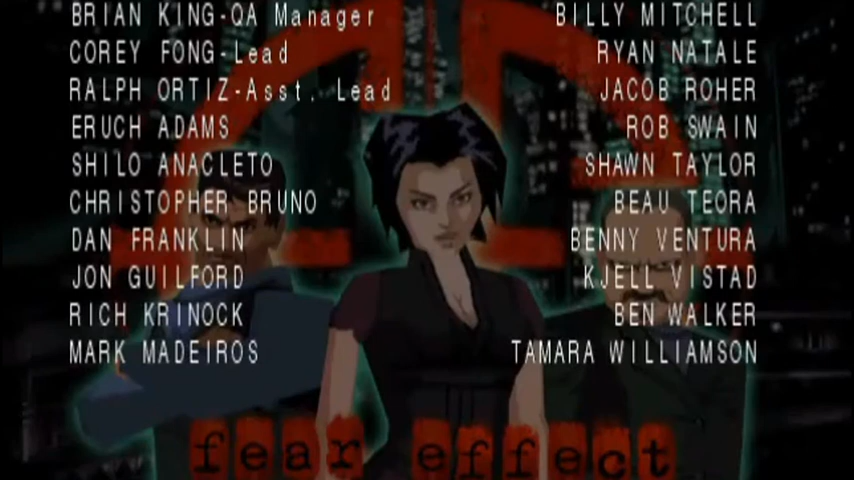 BRIAN KING-QA Manager
COREY FONG-Lead
RALPH ORTIZ-Asst. Lead
ERUCH ADAMS
SHILO ANACLETO
CHRISTOPHER BRUNO
DAN FRANKLIN
JON GUILFORD
RICH KRINOCK
MARK MADEIROS
BILLY MITCHELL
RYAN NATALE
JACOB ROHER
ROB SWAIN
SHAWN TAYLOR
BEAU TEORA
BENNY VENTURA
KJELL VISTAD
BEN WALKER
TAMARA WILLIAMSON
fear effect